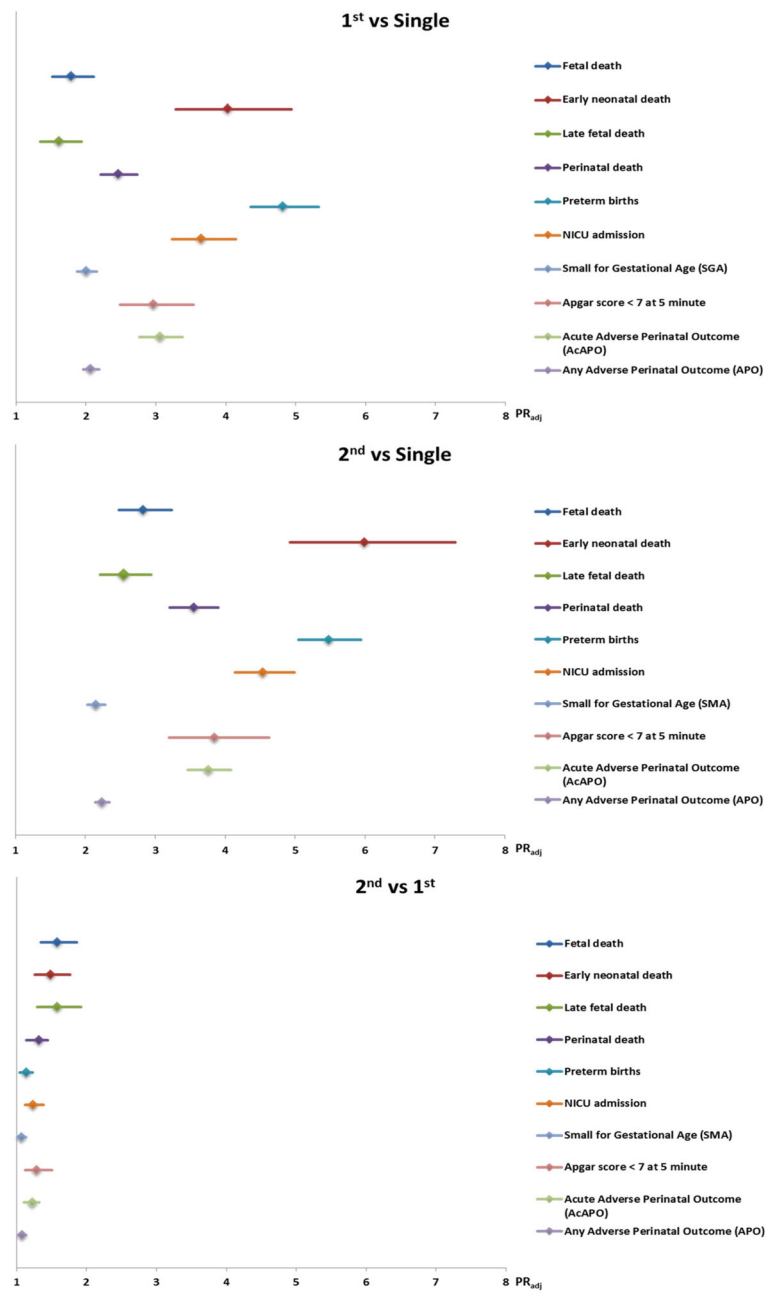 1st vs Single
Fetal death
Early neonatal death
Late fetal death
Perinatal death
Preterm births
NICU admission
Small for Gestational Age (SGA)
Apgar score < 7 at 5 minute
Acute Adverse Perinatal Outcome
(AcAPO)
Any Adverse Perinatal Outcome (APO)
1 2 3 4 5 6 7 8 PRadj
2nd vs Single
Fetal death
Early neonatal death
Late fetal death
Perinatal death
Preterm births
NICU admission
Small for Gestational Age (SMA)
Apgar score < 7 at 5 minute
Acute Adverse Perinatal Outcome
(AcAPO)
Any Adverse Perinatal Outcome (APO)
1 2 3 4 5 6 7 8 PRadj
2nd vs 1st
Fetal death
Early neonatal death
Late fetal death
Perinatal death
Preterm births
NICU admission
Small for Gestational Age (SMA)
Apgar score < 7 at 5 minute
Acute Adverse Perinatal Outcome
(AcAPO)
Any Adverse Perinatal Outcome (APO)
1 2 3 4 5 6 7 8 PRadj